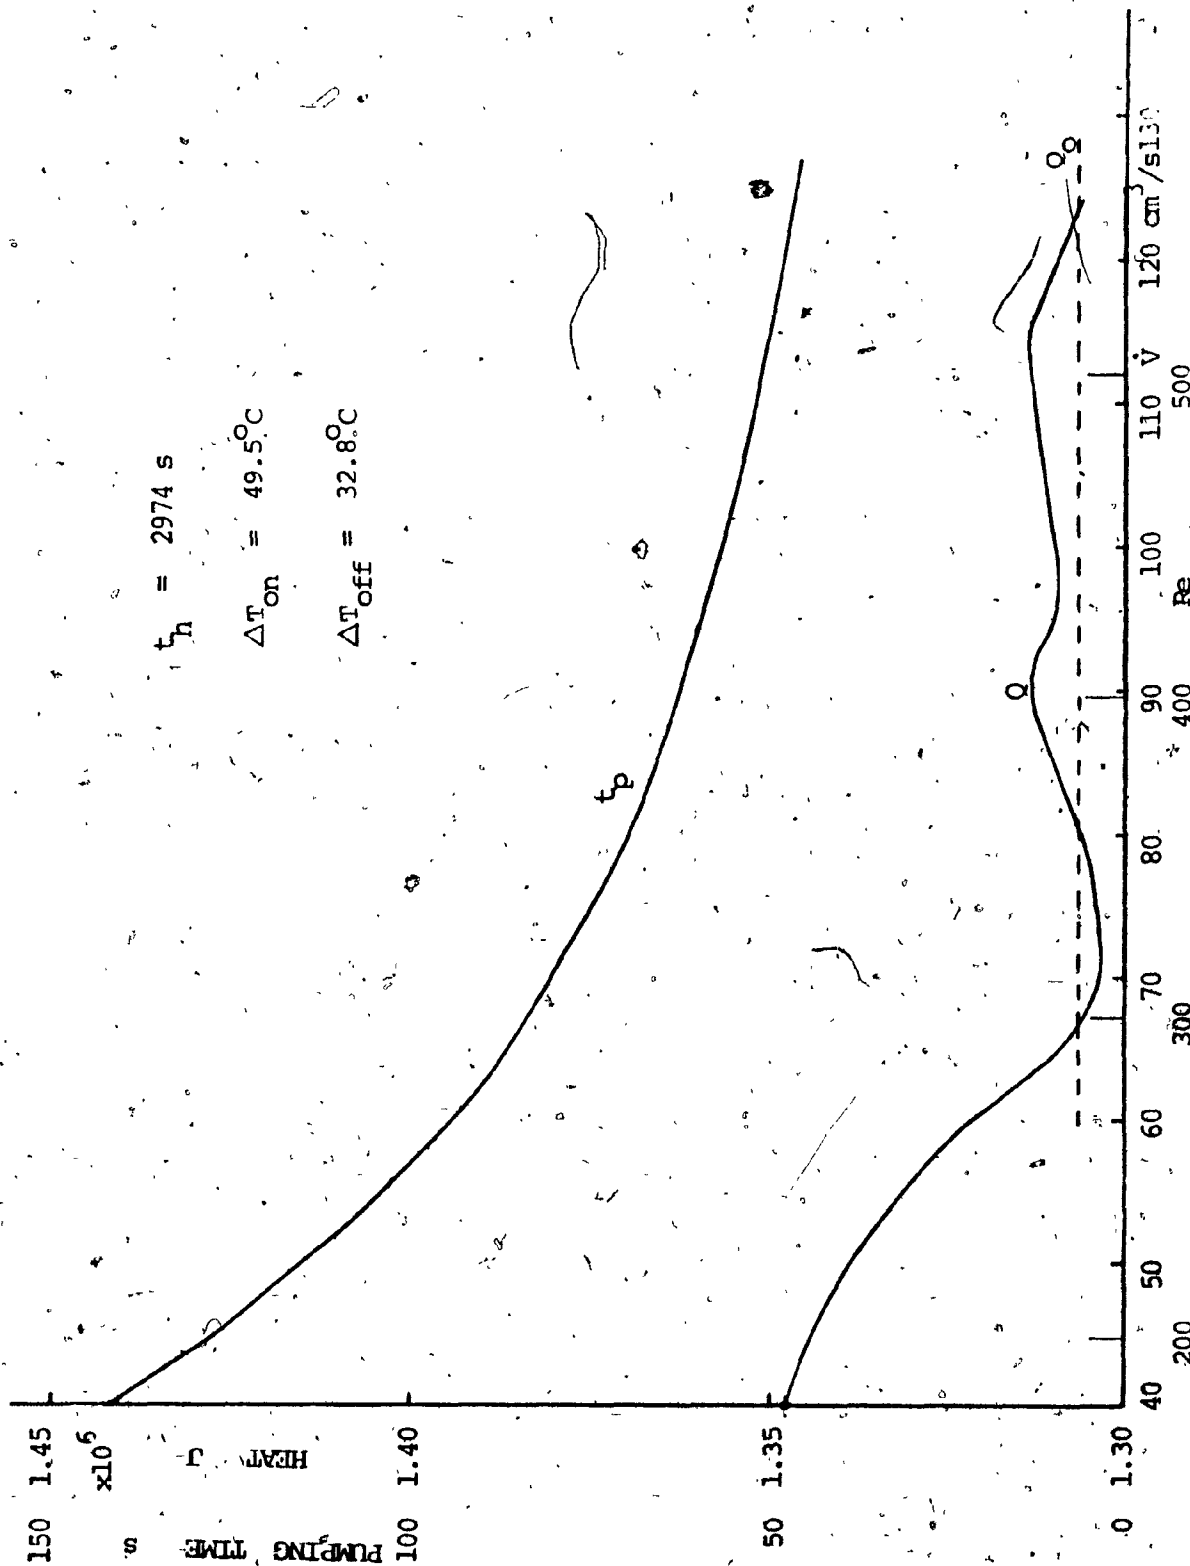 150 1.45
x10⁶
HEAT J
PUMPING TIME s
100 1.40
50 1.35
0 1.30
t_h = 2974 s
ΔT_on = 49.5°C
ΔT_off = 32.8°C
t_p
Q
Q_O
40 50 60 70 80 90 100 110 V̇ 120 cm³/s130
200 300 400 Re 500